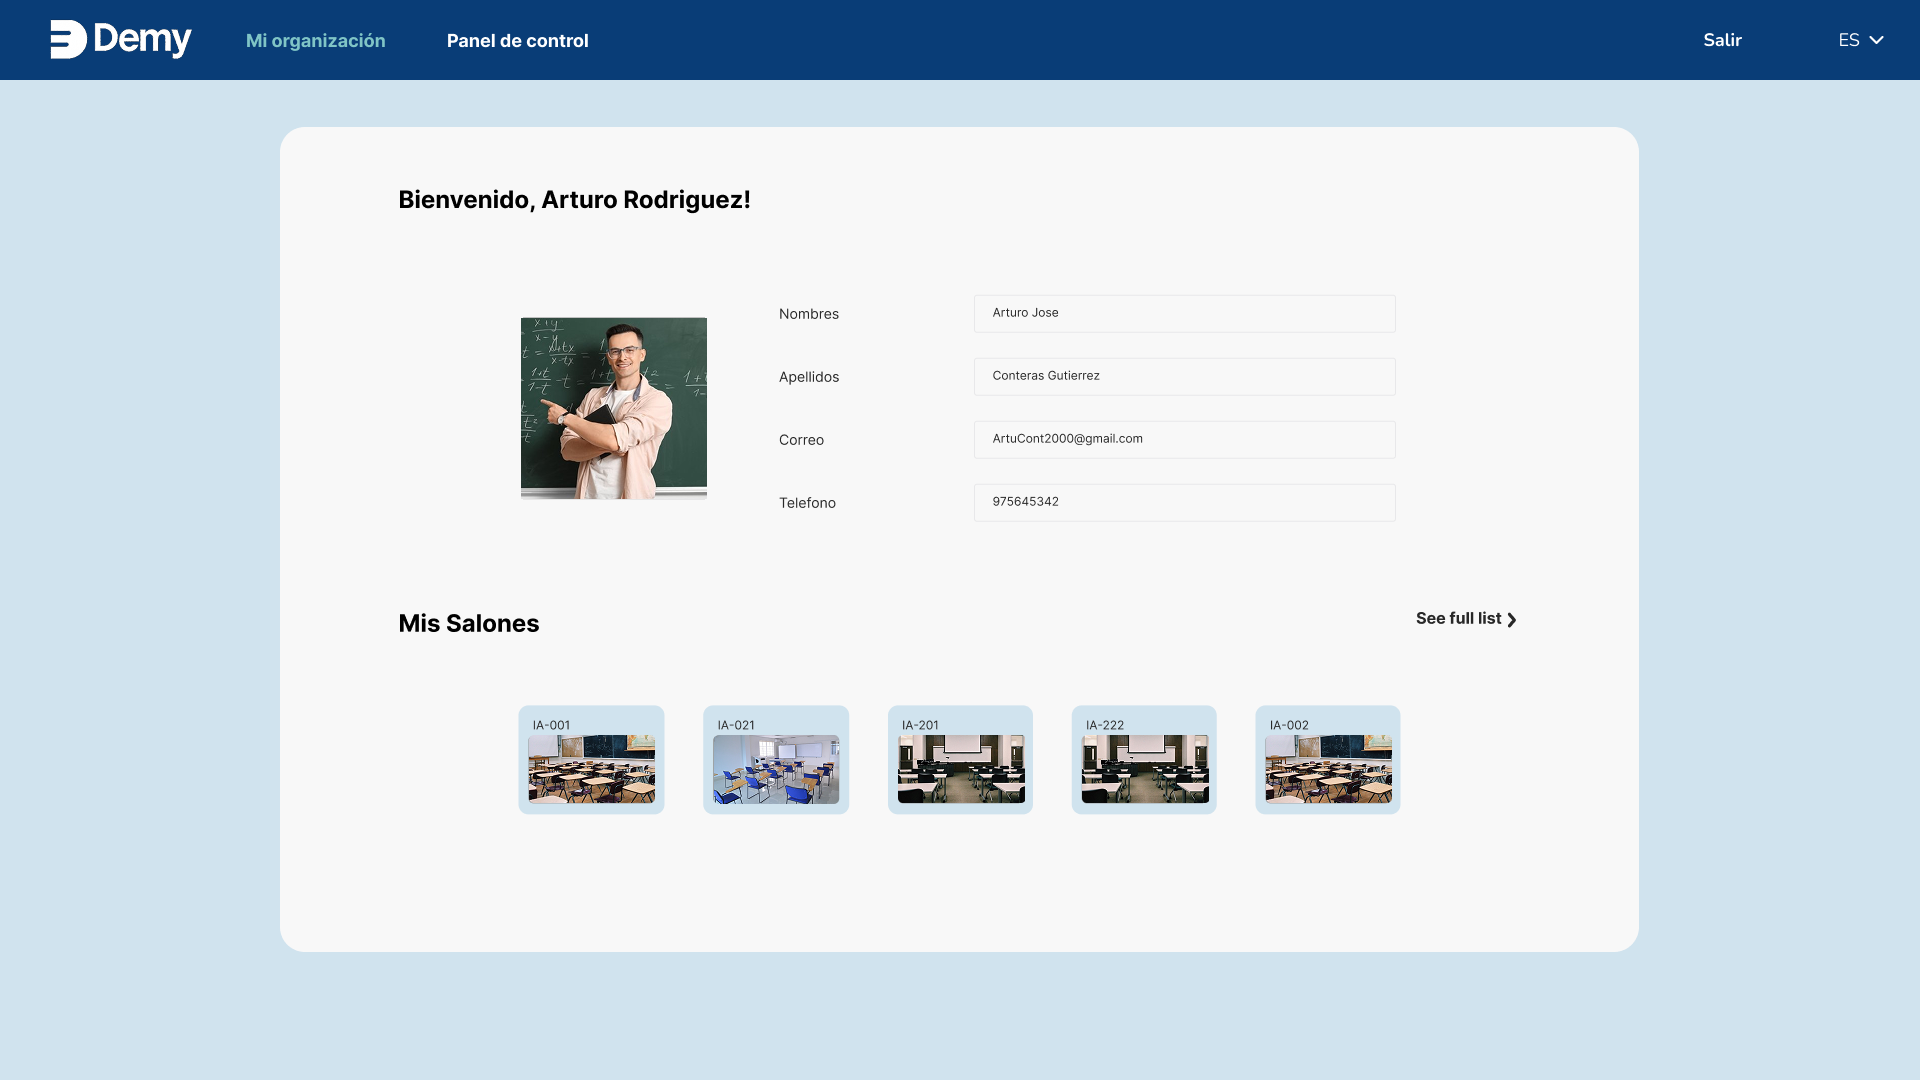 Demy
Mi organización
Panel de control
Salir
ES
Bienvenido, Arturo Rodriguez!
Nombres
Arturo Jose
Apellidos
Conteras Gutierrez
Correo
ArtuCont2000@gmail.com
Telefono
975645342
Mis Salones
See full list
IA-001
IA-021
IA-201
IA-222
IA-002